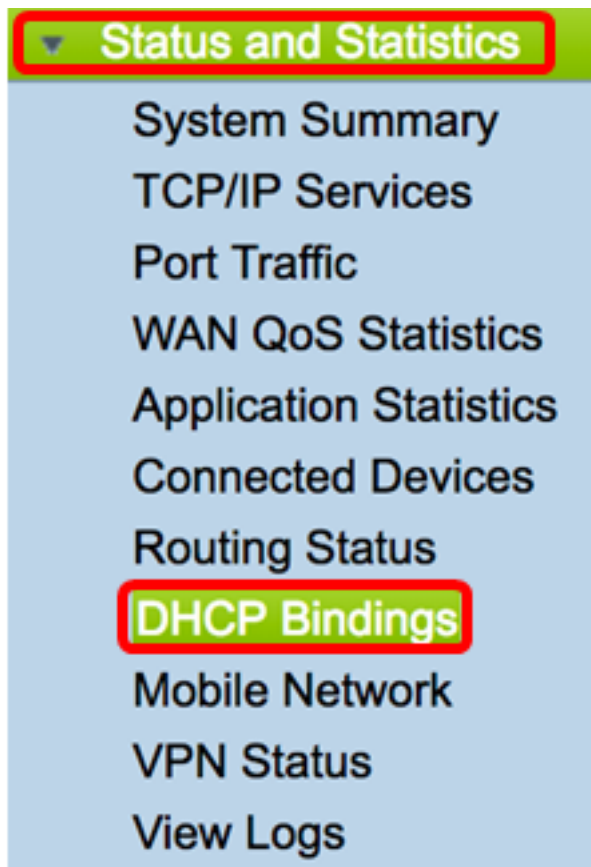 Status and Statistics
System Summary
TCP/IP Services
Port Traffic
WAN QoS Statistics
Application Statistics
Connected Devices
Routing Status
DHCP Bindings
Mobile Network
VPN Status
View Logs